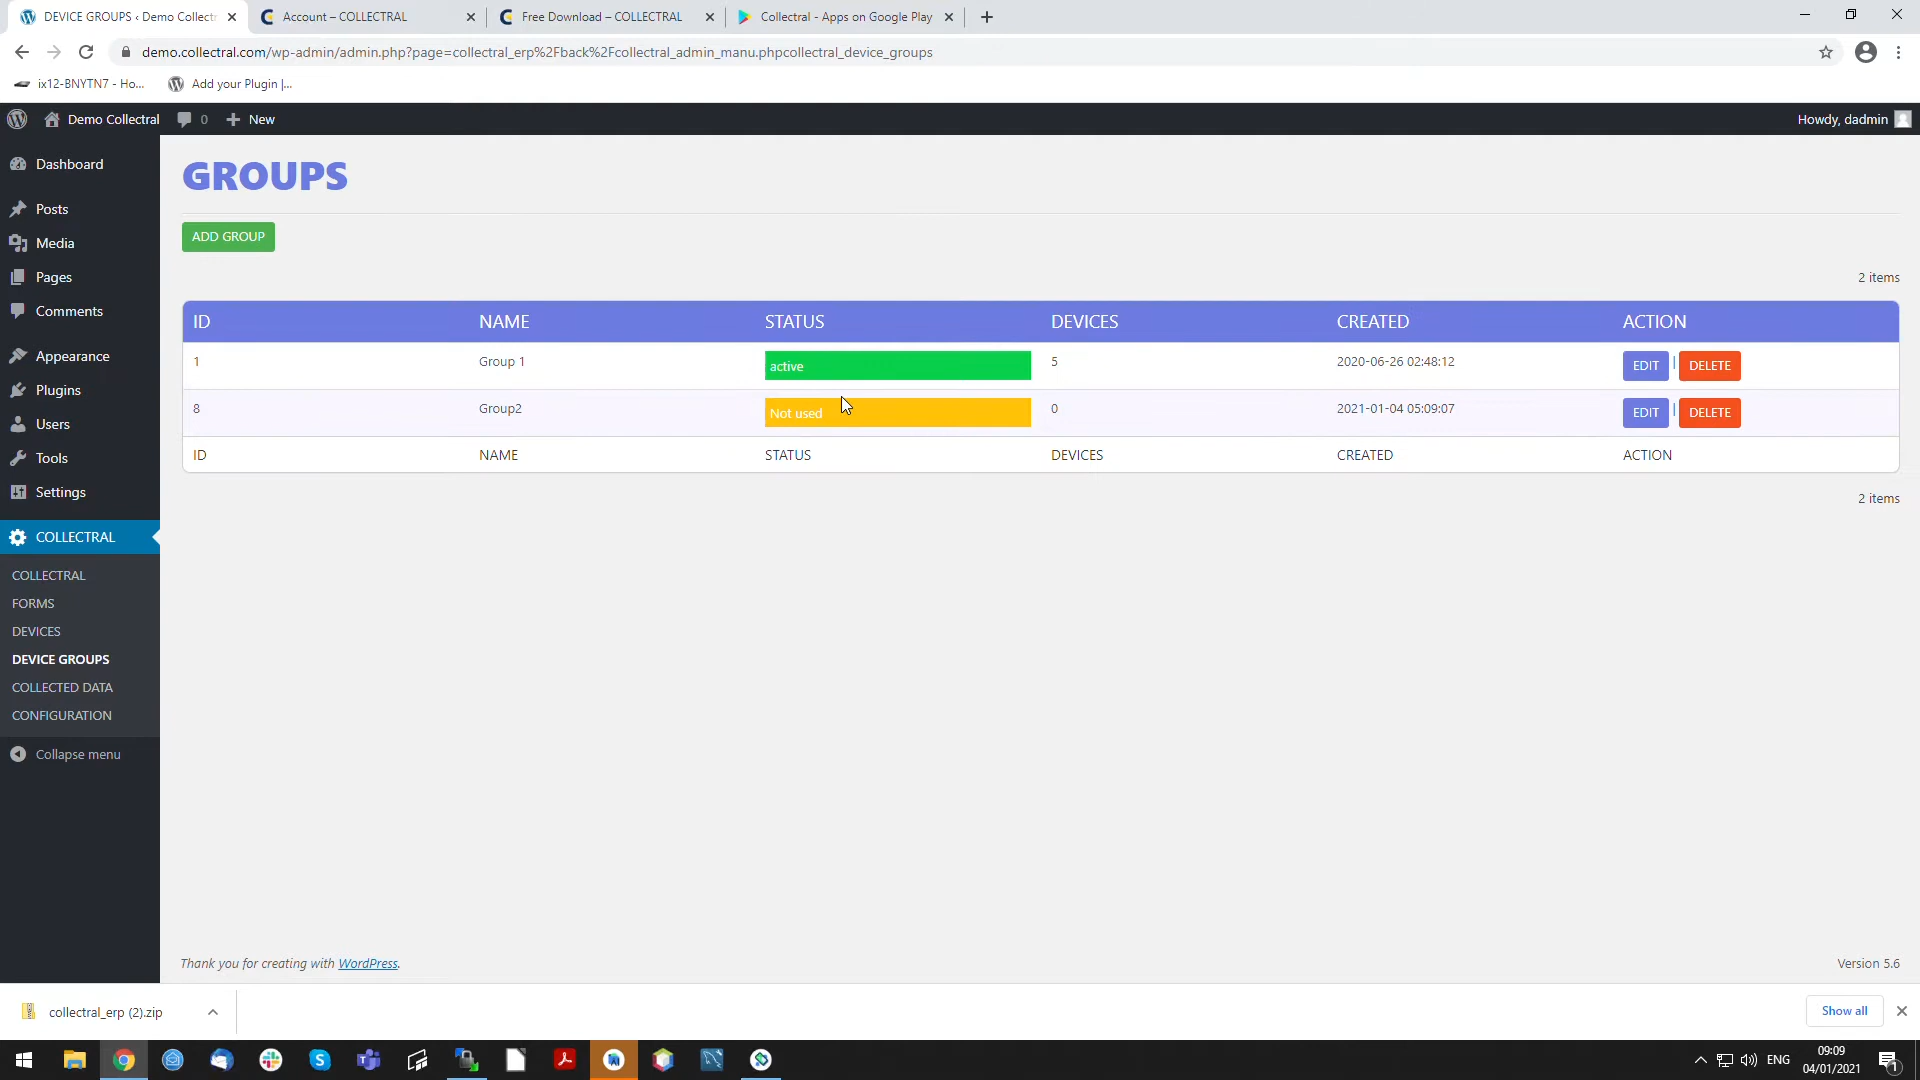 DEVICE GROUPS ‹ Demo Collectr
Account – COLLECTRAL
Free Download – COLLECTRAL
Collectral - Apps on Google Play
demo.collectral.com/wp-admin/admin.php?page=collectral_erp%2Fback%2Fcollectral_admin_manu.phpcollectral_device_groups
ix12-BNYTN7 - Ho...
Add your Plugin |...
Demo Collectral
0
New
Howdy, dadmin
Dashboard
Posts
Media
Pages
Comments
Appearance
Plugins
Users
Tools
Settings
COLLECTRAL
COLLECTRAL
FORMS
DEVICES
DEVICE GROUPS
COLLECTED DATA
CONFIGURATION
Collapse menu
GROUPS
ADD GROUP
2 items
ID NAME STATUS DEVICES CREATED ACTION
1 Group 1 active 5 2020-06-26 02:48:12 EDIT | DELETE
8 Group2 Not used 0 2021-01-04 05:09:07 EDIT | DELETE
ID NAME STATUS DEVICES CREATED ACTION
2 items
Thank you for creating with WordPress.
Version 5.6
collectral_erp (2).zip
Show all
ENG
09:09
04/01/2021
1